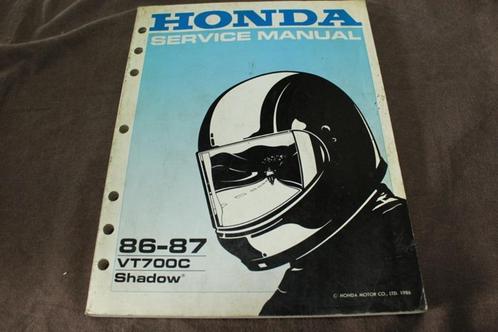 HONDA
SERVICE MANUAL
86-87
VT700C
Shadow®
© HONDA MOTOR CO., LTD. 1986